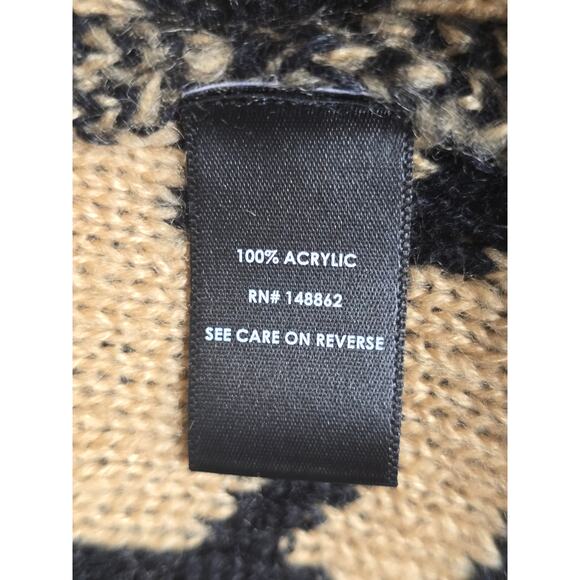 100% ACRYLIC
RN# 148862
SEE CARE ON REVERSE